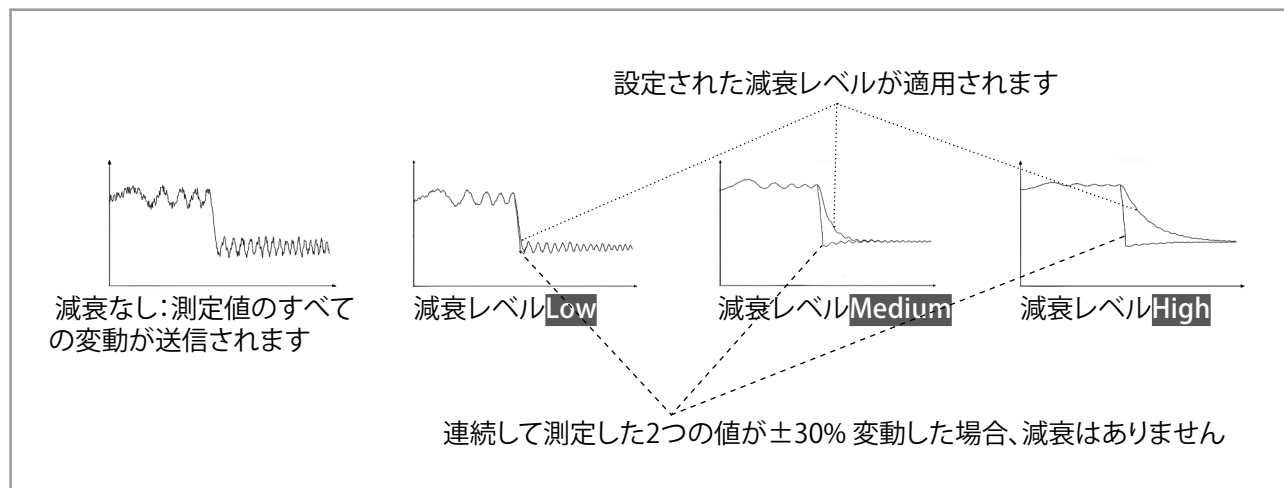 設定された減衰レベルが適用されます
減衰なし：測定値のすべて
の変動が送信されます
減衰レベルLow
減衰レベルMedium
減衰レベルHigh
連続して測定した2つの値が±30% 変動した場合、減衰はありません